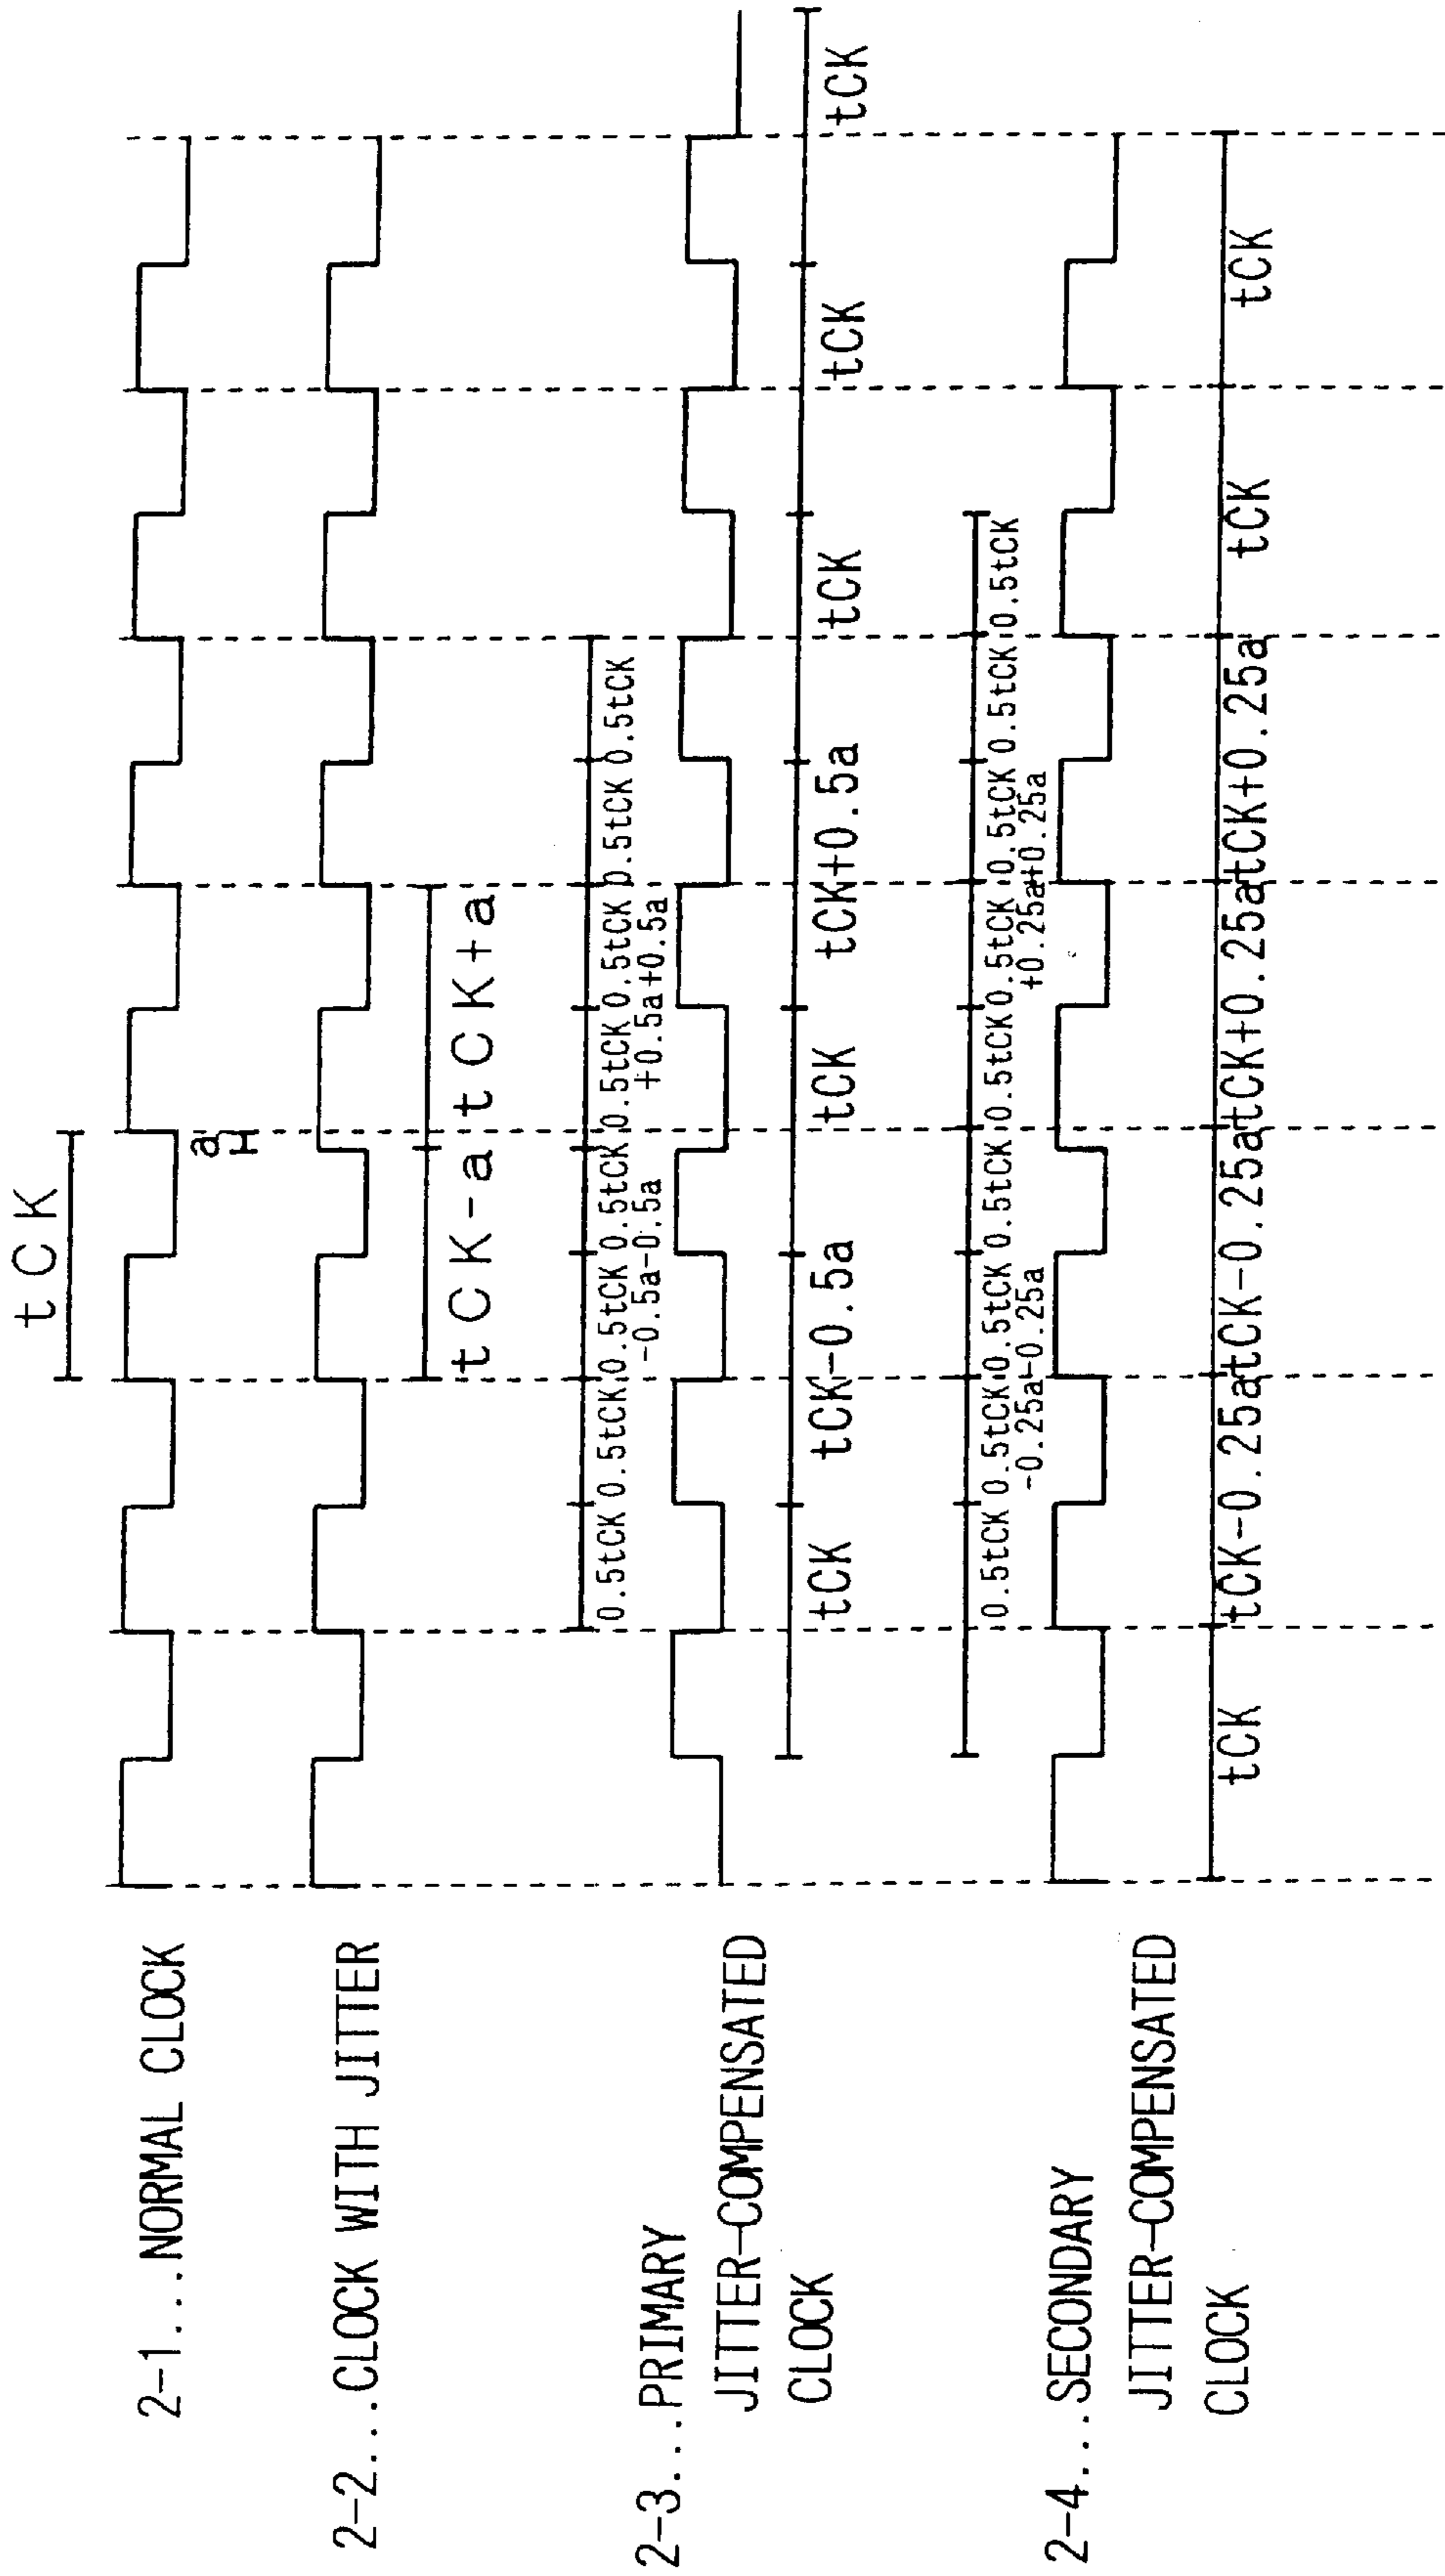 tCK
2-1...NORMAL CLOCK
a
2-2...CLOCK WITH JITTER
tCK-a tCK+a
0.5tCK 0.5tCK 0.5tCK 0.5tCK 0.5tCK 0.5tCK 0.5tCK 0.5tCK
-0.5a-0.5a +0.5a+0.5a
2-3...PRIMARY
JITTER-COMPENSATED
CLOCK
tCK tCK-0.5a tCK tCK+0.5a tCK tCK tCK
0.5tCK 0.5tCK 0.5tCK 0.5tCK 0.5tCK 0.5tCK 0.5tCK 0.5tCK 0.5tCK
-0.25a-0.25a +0.25a+0.25a
2-4...SECONDARY
JITTER-COMPENSATED
CLOCK
tCK tCK-0.25a tCK-0.25a tCK+0.25a tCK+0.25a tCK tCK